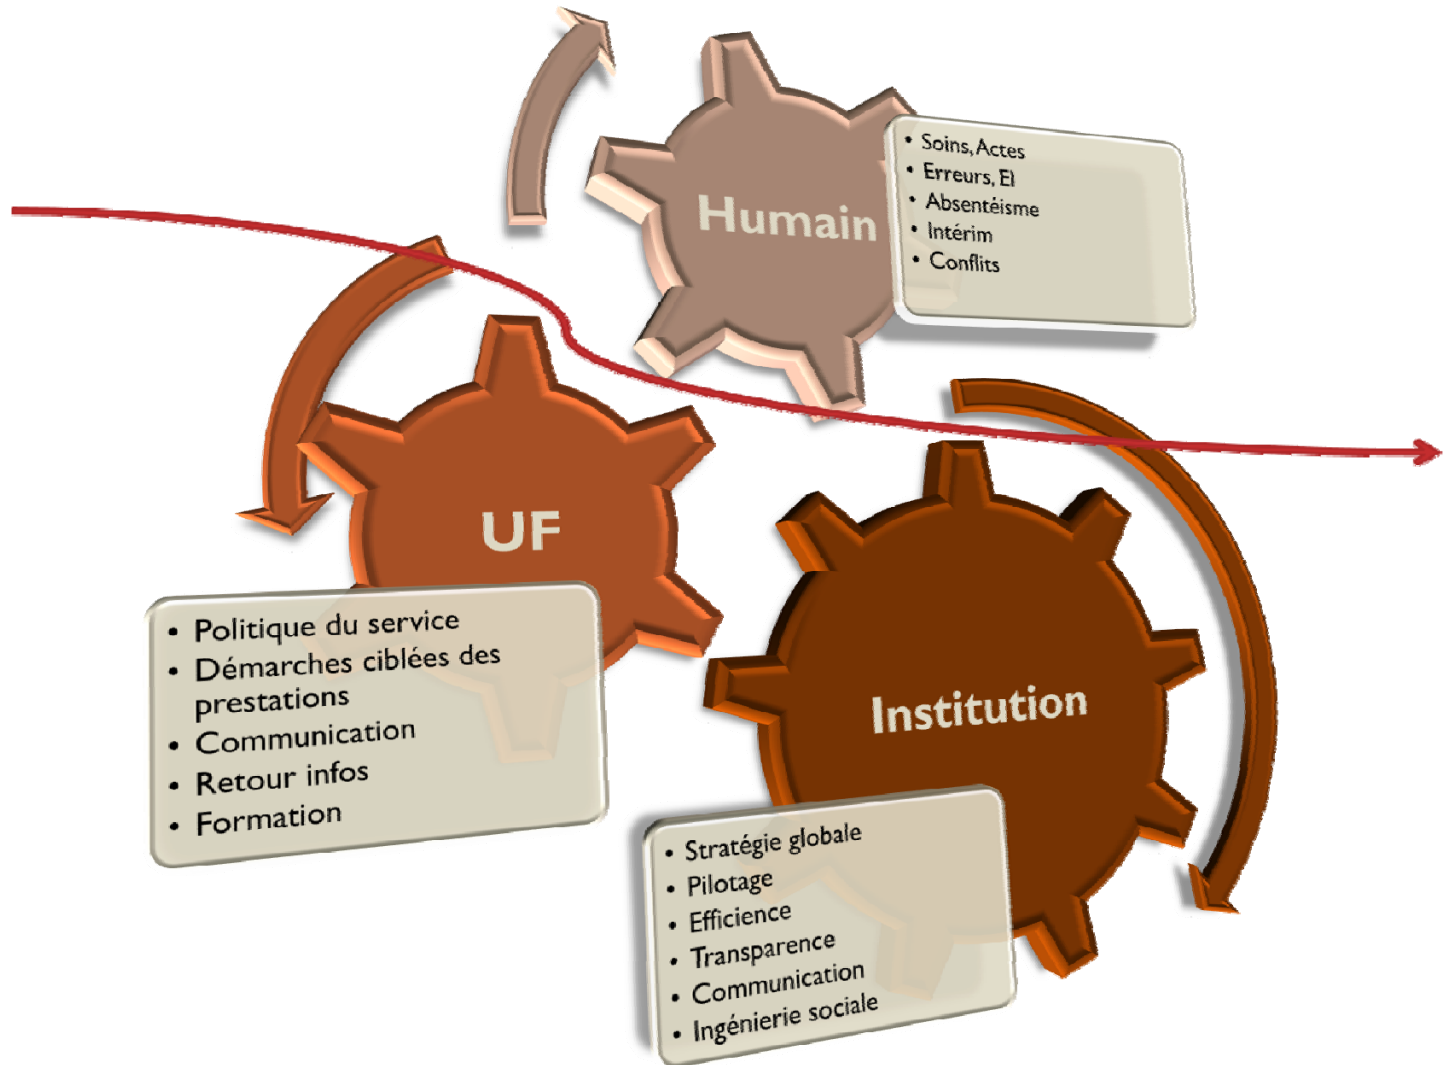 Humain
• Soins, Actes
• Erreurs, EI
• Absentéisme
• Intérim
• Conflits
UF
• Politique du service
• Démarches ciblées des
prestations
• Communication
• Retour infos
• Formation
Institution
• Stratégie globale
• Pilotage
• Efficience
• Transparence
• Communication
• Ingénierie sociale